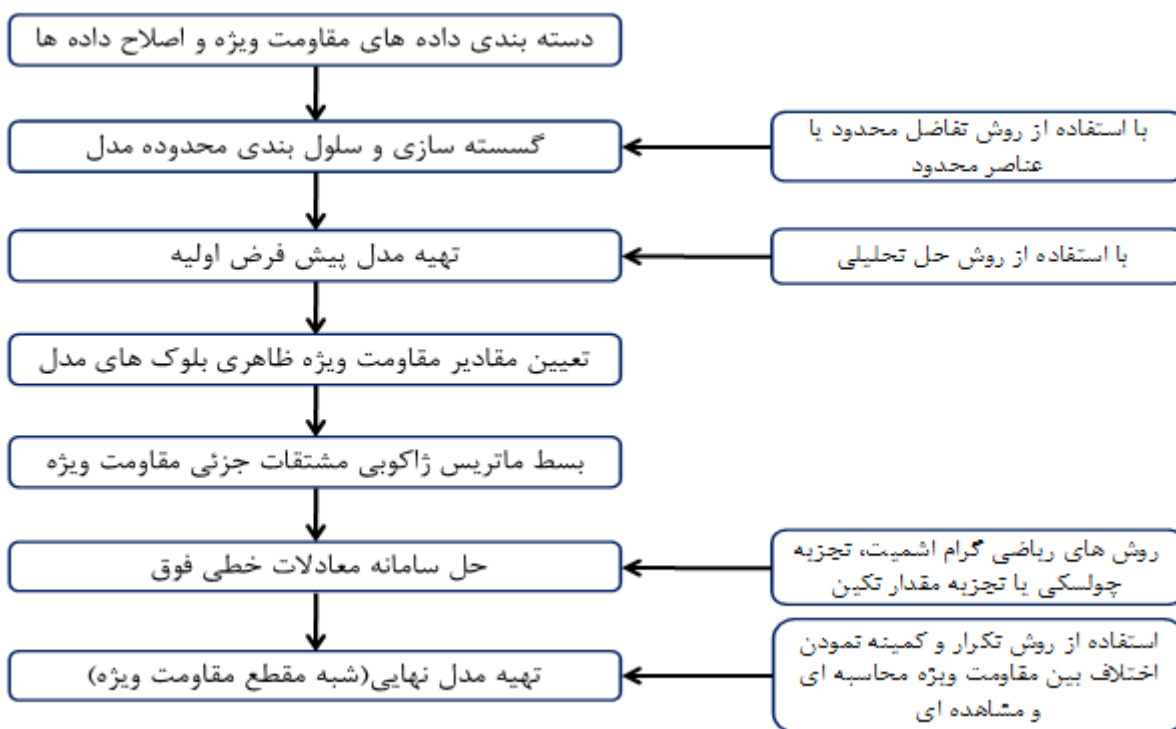 دسته بندی داده های مقاومت ویژه و اصلاح داده ها
گسسته سازی و سلول بندی محدوده مدل
با استفاده از روش تفاضل محدود یا
عناصر محدود
تهیه مدل پیش فرض اولیه
با استفاده از روش حل تحلیلی
تعیین مقادیر مقاومت ویژه ظاهری بلوک های مدل
بسط ماتریس ژاکوبی مشتقات جزئی مقاومت ویژه
حل سامانه معادلات خطی فوق
روش های ریاضی گرام اشمیت، تجزیه
چولسکی یا تجزیه مقدار تکین
تهیه مدل نهایی(شبه مقطع مقاومت ویژه)
استفاده از روش تکرار و کمینه نمودن
اختلاف بین مقاومت ویژه محاسبه ای
و مشاهده ای